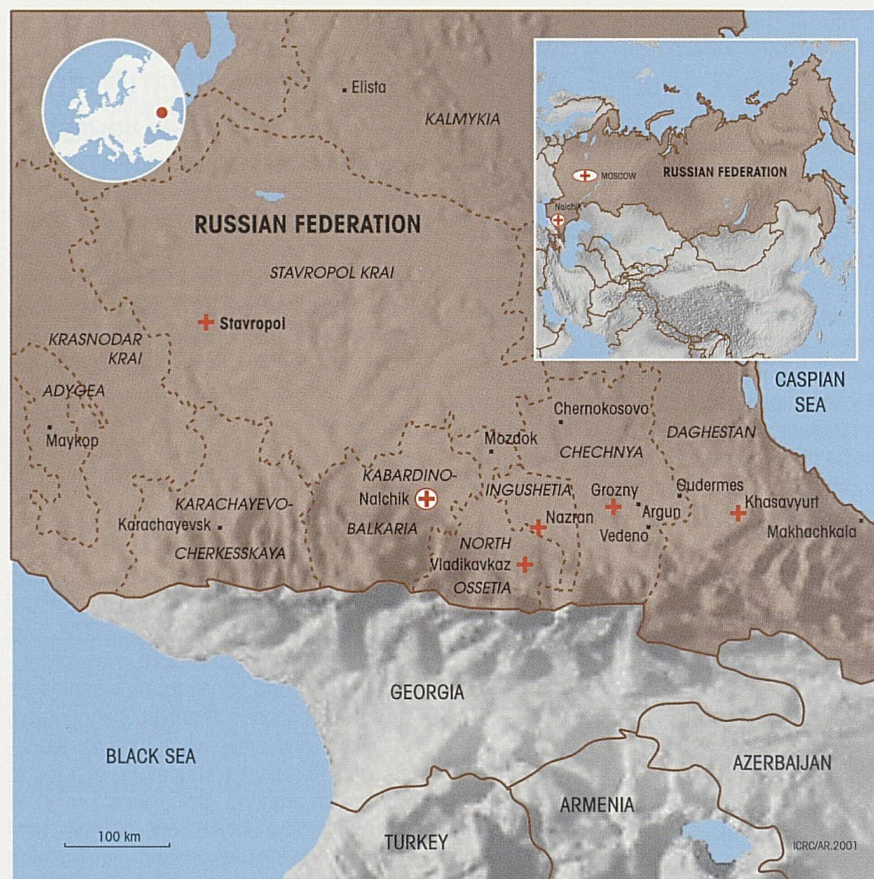 Elista
KALMYKIA
RUSSIAN FEDERATION
STAVROPOL KRAI
Stavropol
KRASNODAR
KRAI
ADYGEA
Maykop
KARACHAYEVO-
Karachayevsk
CHERKESSKAYA
KABARDINO-
Nalchik
BALKARIA
Mozdok
INGUSHETIA
Nazran
NORTH
Vladikavkaz
OSSETIA
Chernokosovo
CHECHNYA
Grozny
Argun
Vedeno
Gudermes
DAGHESTAN
Khasavyurt
Makhachkala
CASPIAN
SEA
MOSCOW
RUSSIAN FEDERATION
Nalchik
GEORGIA
BLACK SEA
TURKEY
ARMENIA
AZERBAIJAN
100 km
ICRC/AR.2001